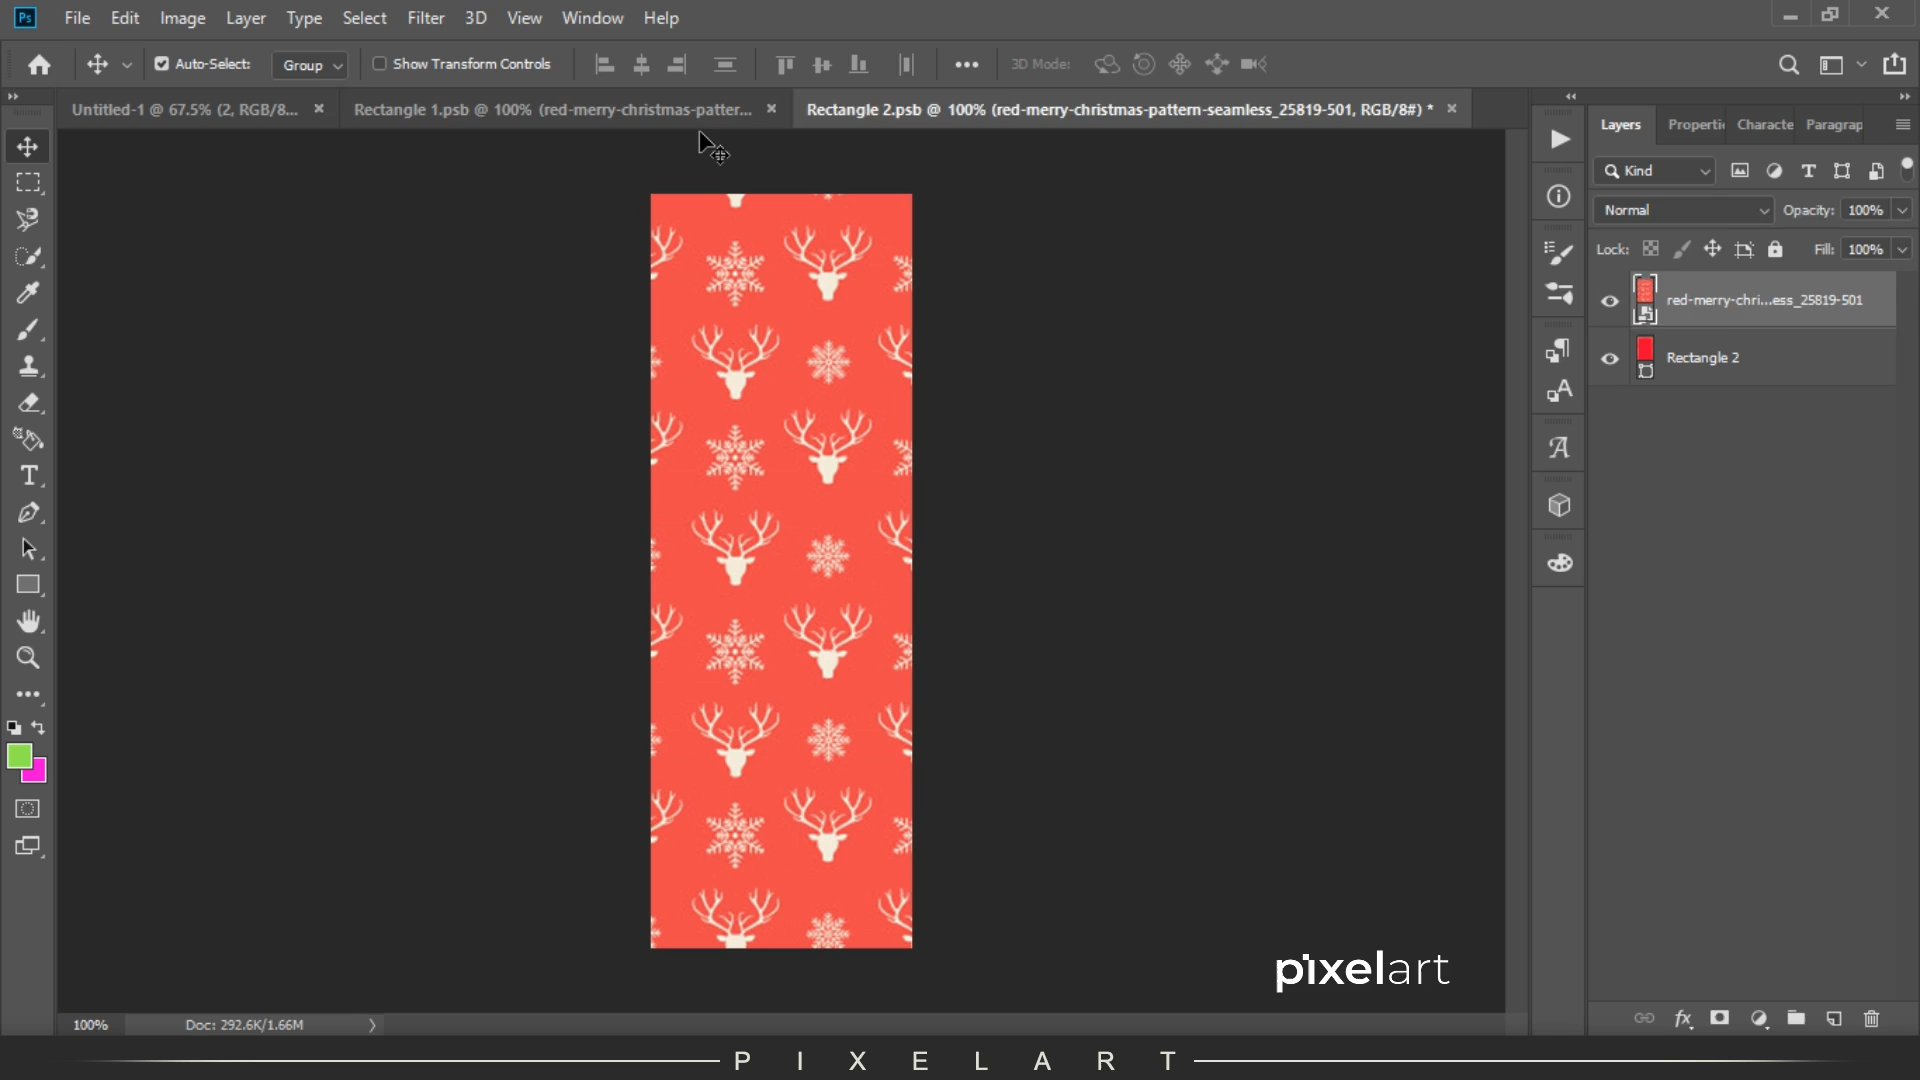 Ps File Edit Image Layer Type Select Filter 3D View Window Help
Auto-Select: Group Show Transform Controls 3D Mode:
Untitled-1 @ 67.5% (2, RGB/8... Rectangle 1.psb @ 100% (red-merry-christmas-patter... Rectangle 2.psb @ 100% (red-merry-christmas-pattern-seamless_25819-501, RGB/8#) *
Layers Properti Characte Paragrap
Kind
Normal Opacity: 100%
Lock: Fill: 100%
red-merry-chri...ess_25819-501
Rectangle 2
pixelart
100% Doc: 292.6K/1.66M
PIXELART